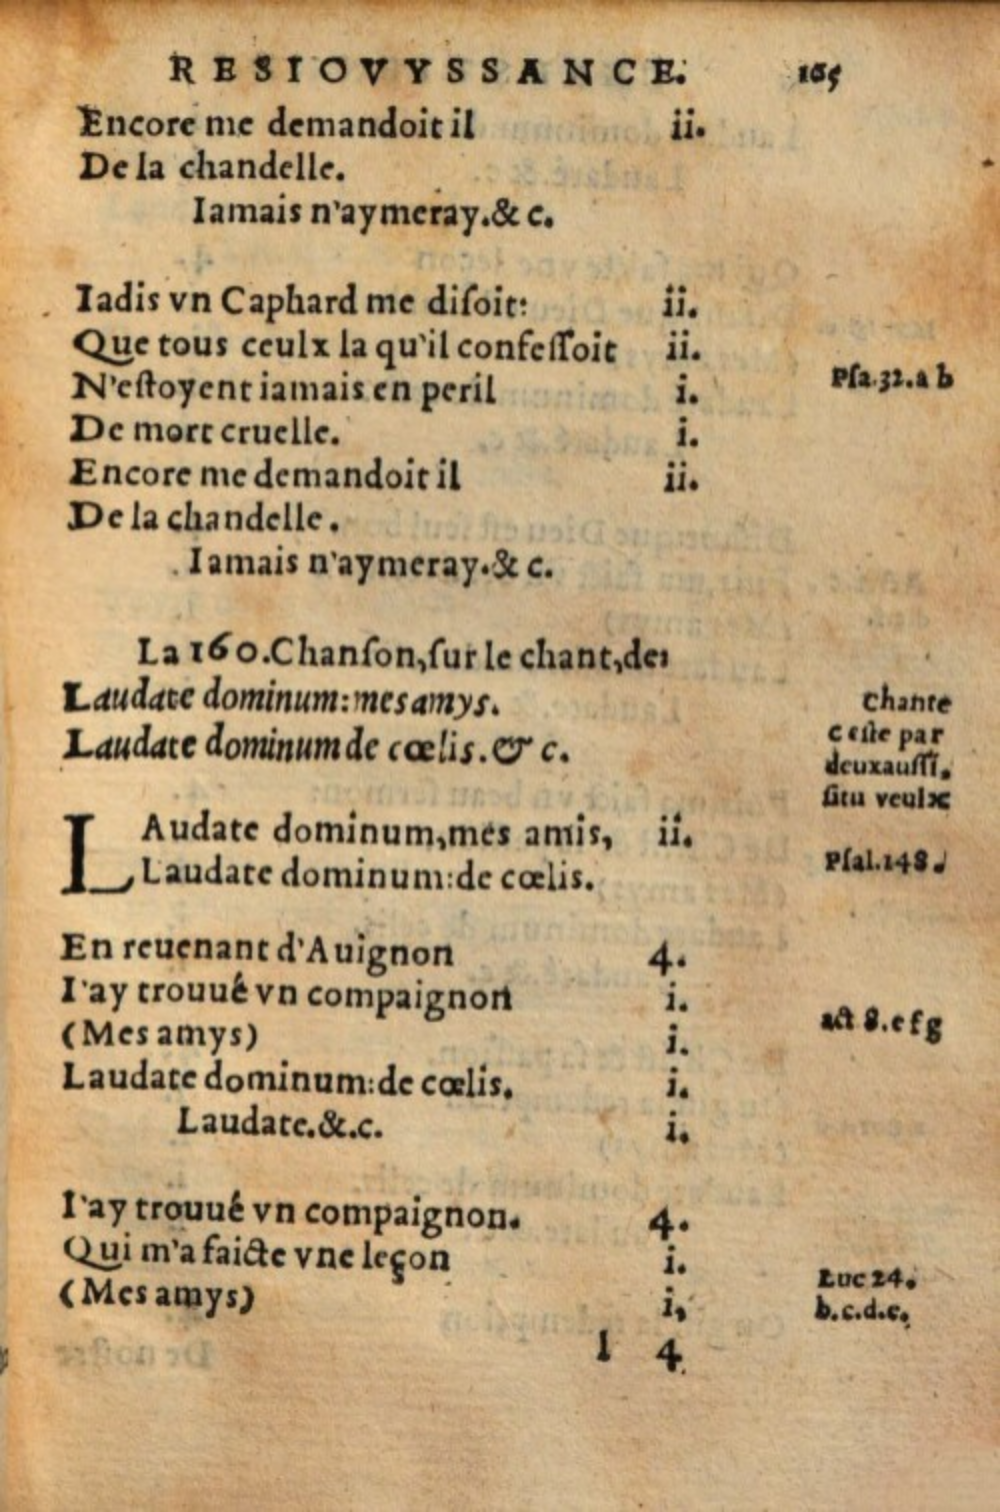 RESIOVYSSANCE. 165
Encore me demandoit il ii.
De la chandelle.
Iamais n'aymeray.& c.
Iadis vn Caphard me diſoit: ii.
Que tous ceulx la qu'il confeſſoit ii.
N'eſtoyent iamais en peril i.
Pſa.32.a b
De mort cruelle. i.
Encore me demandoit il ii.
De la chandelle.
Iamais n'aymeray.& c.
La 160.Chanſon,ſur le chant,de:
Laudate dominum:mes amys.
Laudate dominum de cœlis.& c.
Chante
ceſte par
deuxauſſi,
ſitu veulx
LAudate dominum,mes amis, ii.
Laudate dominum:de cœlis.
Pſal.148.
En reuenant d'Auignon 4.
I'ay trouué vn compaignon i.
act 8.e f g
(Mes amys) i.
Laudate dominum:de cœlis. i.
Laudate.&.c. i.
I'ay trouué vn compaignon. 4.
Qui m'a faicte vne leçon i.
Luc 24.
(Mes amys) i,
b.c.d.e.
l 4